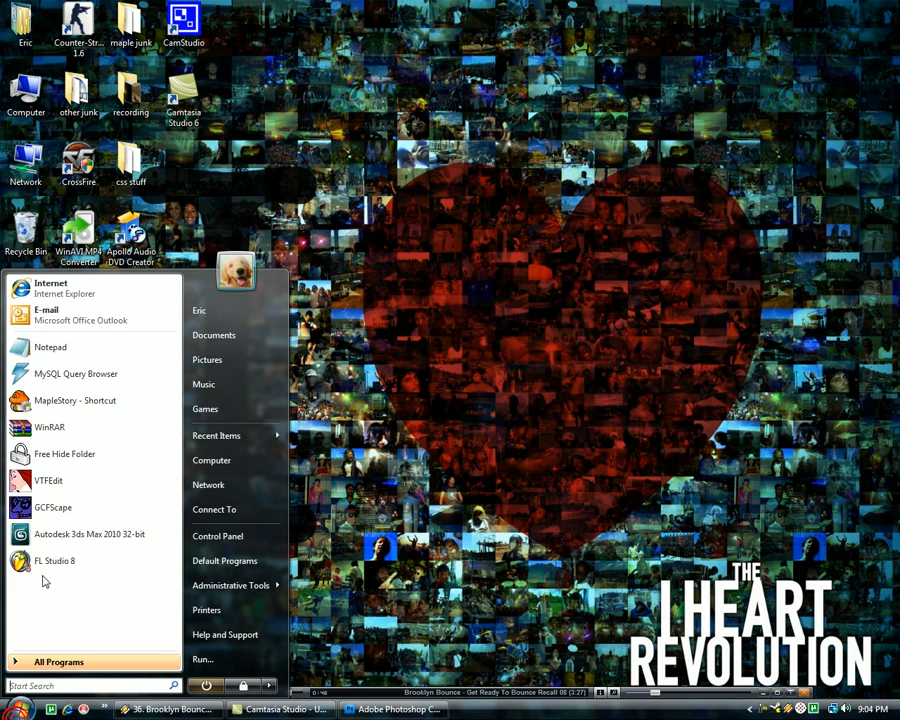 Eric
Counter-Str...
1.6
maple junk
CamStudio
Computer
other junk
recording
Camtasia
Studio 6
Network
CrossFire
css stuff
Recycle Bin
WinAVI MP4
Converter
Apollo Audio
DVD Creator
Internet
Internet Explorer
E-mail
Microsoft Office Outlook
Notepad
MySQL Query Browser
MapleStory - Shortcut
WinRAR
Free Hide Folder
VTFEdit
GCFScape
Autodesk 3ds Max 2010 32-bit
FL Studio 8
All Programs
Start Search
Eric
Documents
Pictures
Music
Games
Recent Items
Computer
Network
Connect To
Control Panel
Default Programs
Administrative Tools
Printers
Help and Support
Run...
THE
I HEART
REVOLUTION
Brooklyn Bounce - Get Ready To Bounce Recall 08 (3:27)
36. Brooklyn Bounc...
Camtasia Studio - U...
Adobe Photoshop C...
9:04 PM